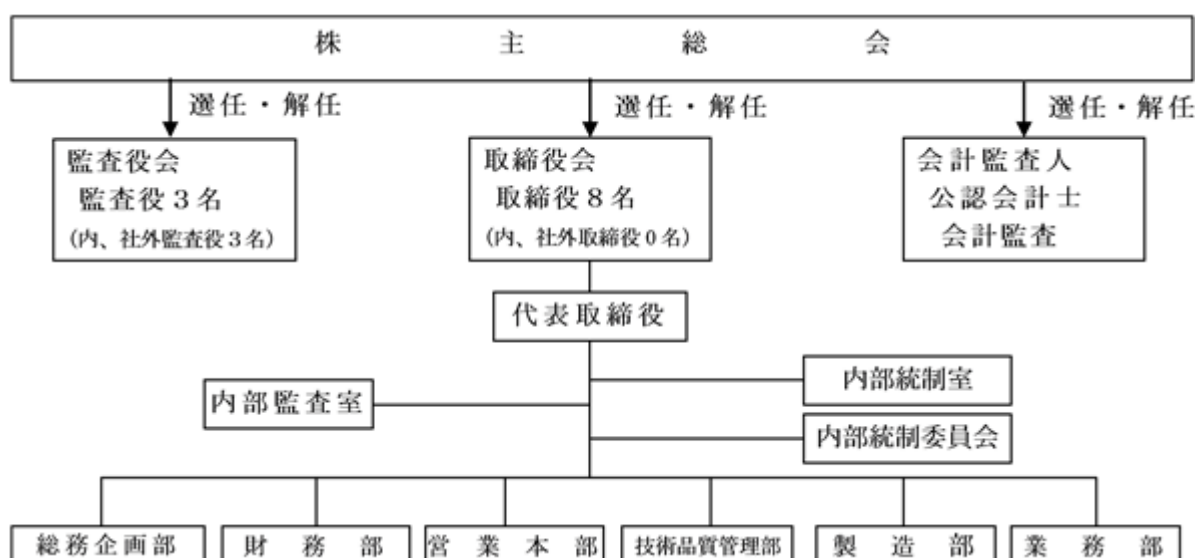 株主総会
選任・解任
選任・解任
選任・解任
監査役会
監査役3名
(内、社外監査役3名)
取締役会
取締役8名
(内、社外取締役0名)
会計監査人
公認会計士
会計監査
代表取締役
内部統制室
内部監査室
内部統制委員会
総務企画部
財務部
営業本部
技術品質管理部
製造部
業務部